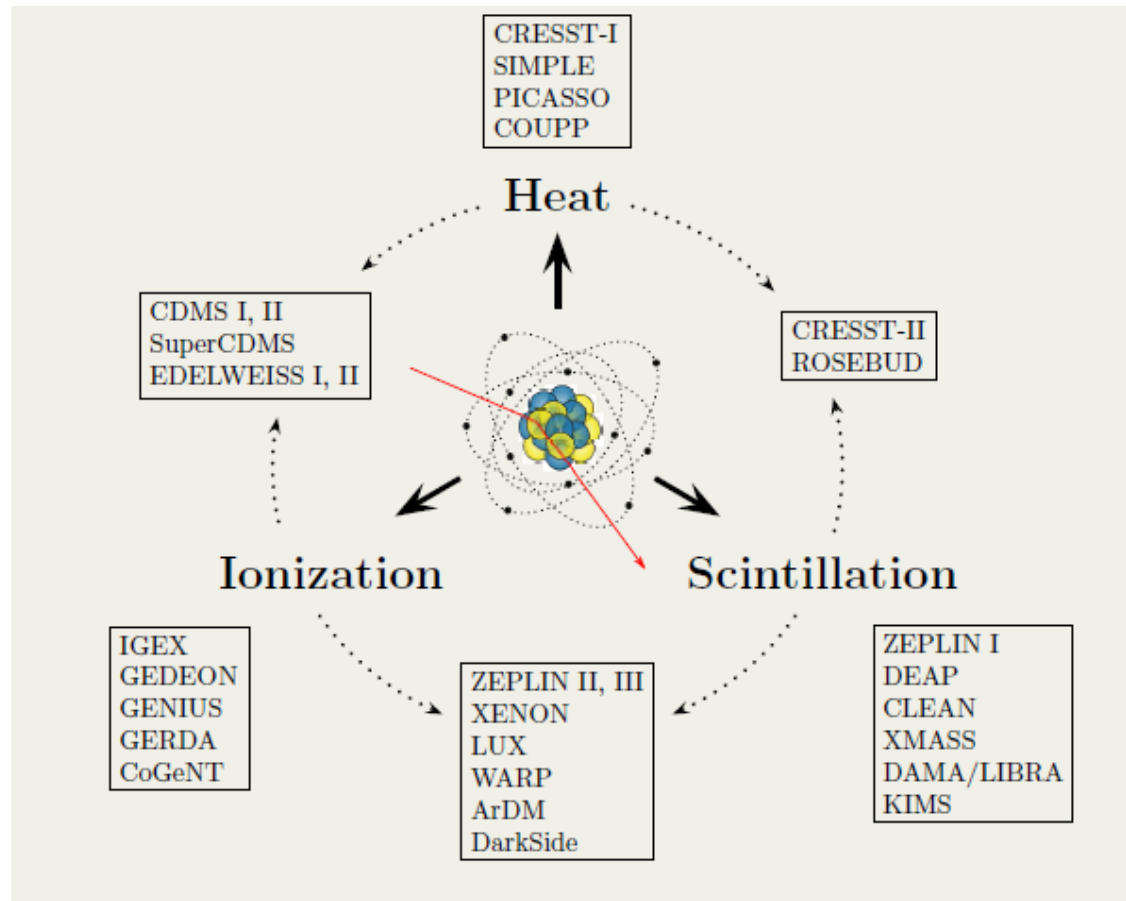 CRESST-I
SIMPLE
PICASSO
COUPP
Heat
CDMS I, II
SuperCDMS
EDELWEISS I, II
CRESST-II
ROSEBUD
Ionization
Scintillation
IGEX
GEDEON
GENIUS
GERDA
CoGeNT
ZEPLIN II, III
XENON
LUX
WARP
ArDM
DarkSide
ZEPLIN I
DEAP
CLEAN
XMASS
DAMA/LIBRA
KIMS